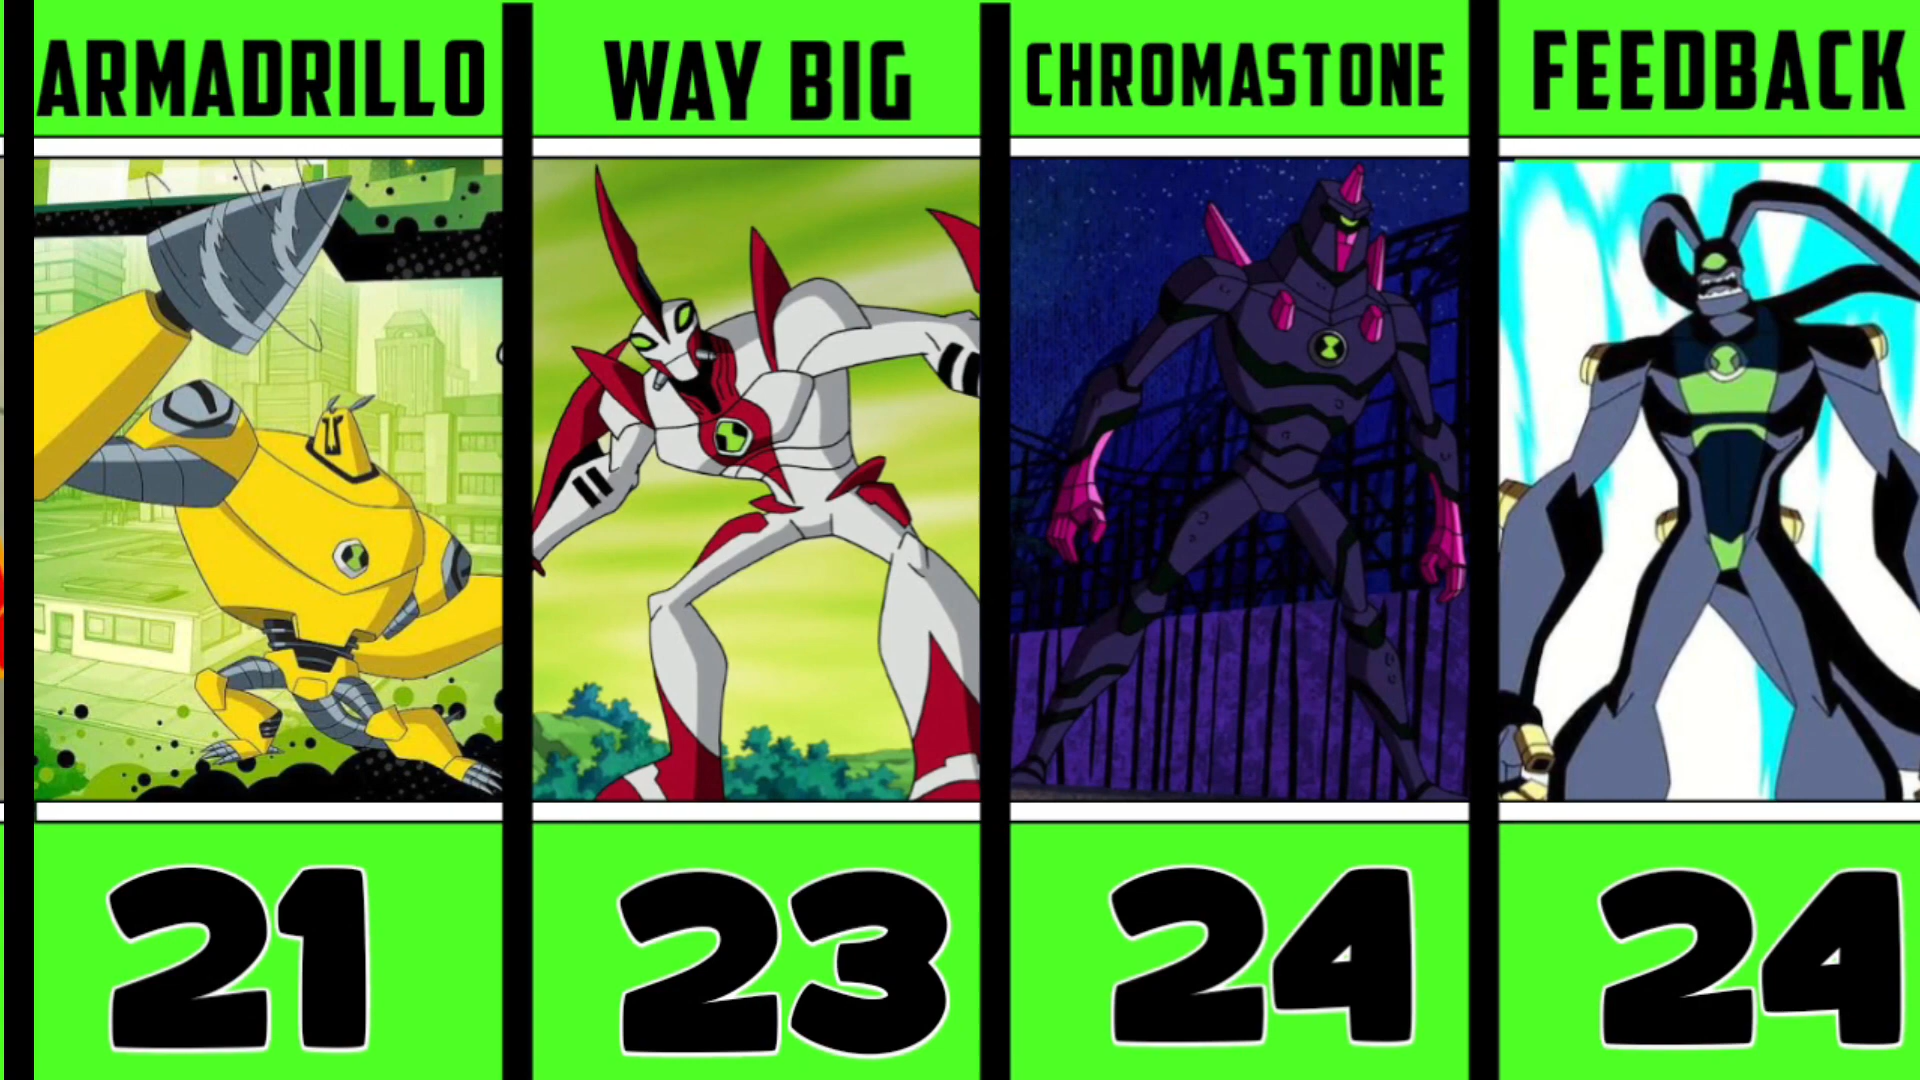 ARMADRILLO
WAY BIG
CHROMASTONE
FEEDBACK
21
23
24
24